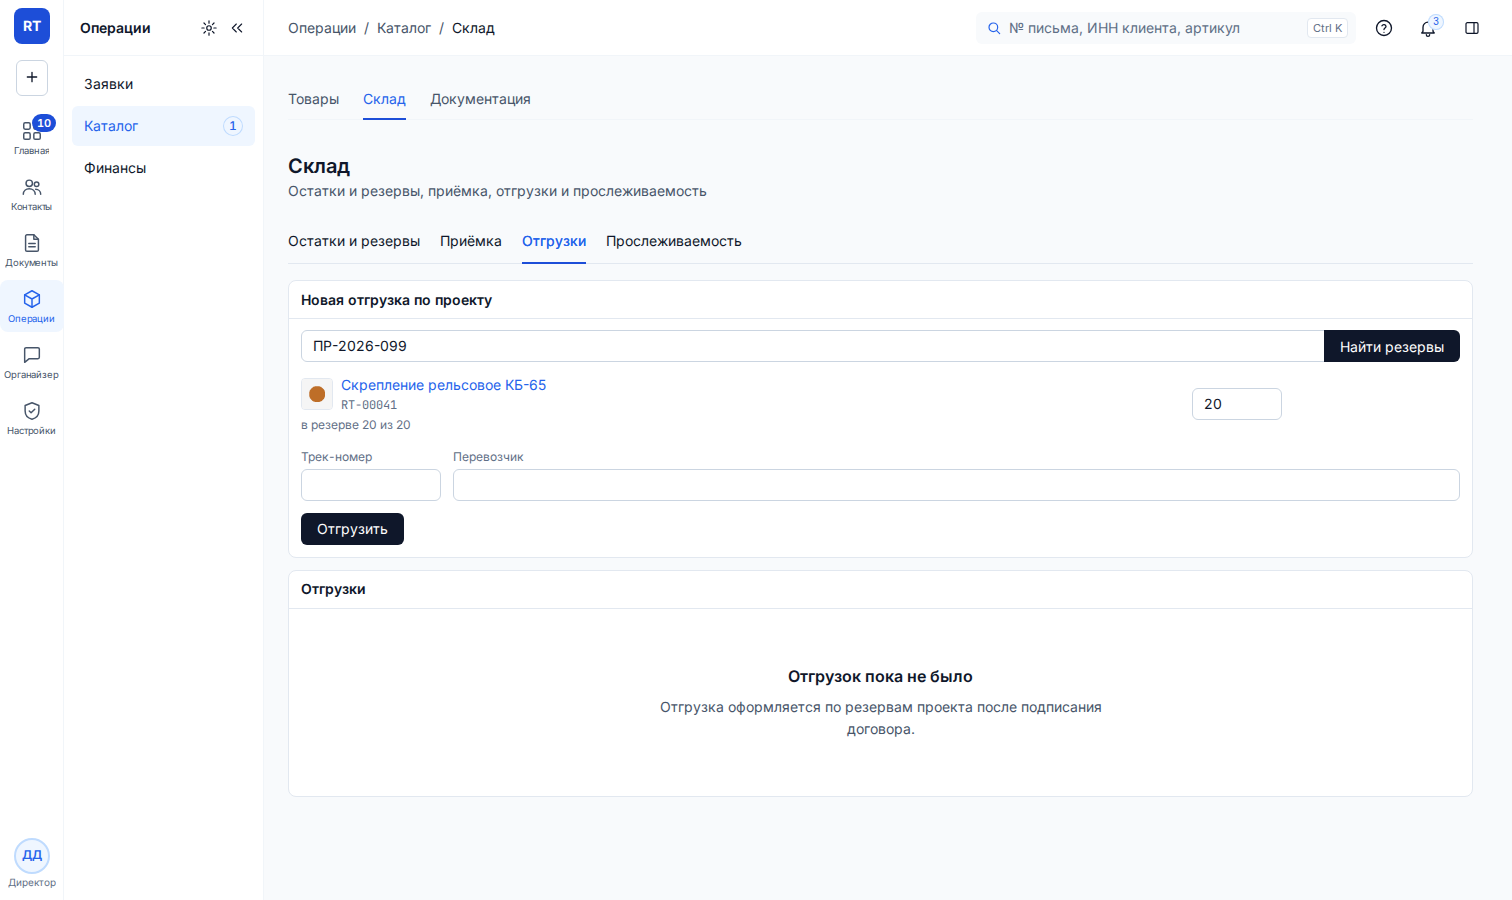 RT
Операции
Операции / Каталог / Склад
№ письма, ИНН клиента, артикул
Ctrl K
3
10
Главная
Контакты
Документы
Операции
Органайзер
Настройки
ДД
Директор
Заявки
Каталог
1
Финансы
Товары
Склад
Документация
Склад
Остатки и резервы, приёмка, отгрузки и прослеживаемость
Остатки и резервы
Приёмка
Отгрузки
Прослеживаемость
Новая отгрузка по проекту
ПР-2026-099
Найти резервы
Скрепление рельсовое КБ-65
RT-00041
в резерве 20 из 20
20
Трек-номер
Перевозчик
Отгрузить
Отгрузки
Отгрузок пока не было
Отгрузка оформляется по резервам проекта после подписания
договора.